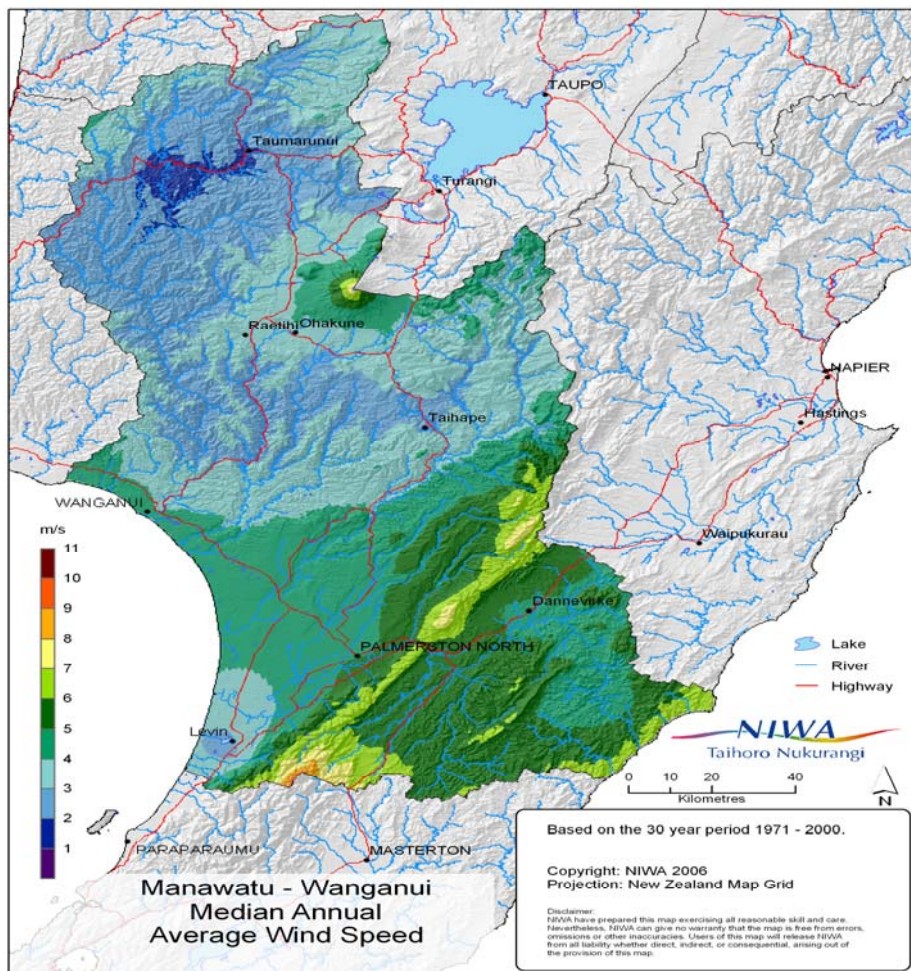 TAUPO
Taumarunui
Turangi
Raetihi
Ohakune
NAPIER
Hastings
Taihape
WANGANUI
m/s
11
10
9
8
7
6
5
4
3
2
1
Waipukurau
Dannevirke
PALMERSTON NORTH
Levin
Lake
River
Highway
NIWA
Taihoro Nukurangi
0 10 20 40
Kilometres
N
PARAPARAUMU
MASTERTON
Manawatu - Wanganui
Median Annual
Average Wind Speed
Based on the 30 year period 1971 - 2000.
Copyright: NIWA 2006
Projection: New Zealand Map Grid
Disclaimer:
NIWA have prepared this map exercising all reasonable skill and care.
Nevertheless, NIWA can give no warranty that the map is free from errors,
omissions or other inaccuracies. Users of this map will release NIWA
from all liability whether direct, indirect, or consequential, arising out of
the provision of this map.